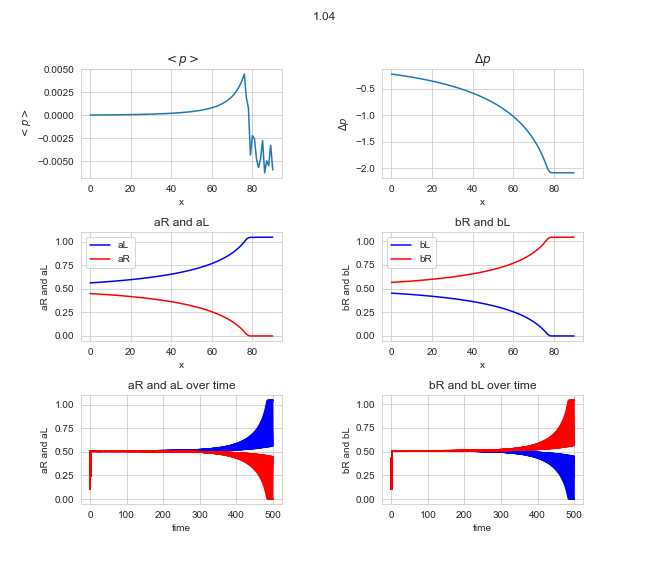 1.04
< p >
Δp
0.0050
0.0025
0.0000
−0.0025
−0.0050
< p >
0 20 40 60 80
x
−0.5
−1.0
−1.5
−2.0
Δp
0 20 40 60 80
x
aR and aL
bR and bL
1.00
0.75
0.50
0.25
0.00
aR and aL
aL
aR
0 20 40 60 80
x
1.00
0.75
0.50
0.25
0.00
bR and bL
bL
bR
0 20 40 60 80
x
aR and aL over time
bR and bL over time
1.00
0.75
0.50
0.25
0.00
aR and aL
0 100 200 300 400 500
time
1.00
0.75
0.50
0.25
0.00
bR and bL
0 100 200 300 400 500
time